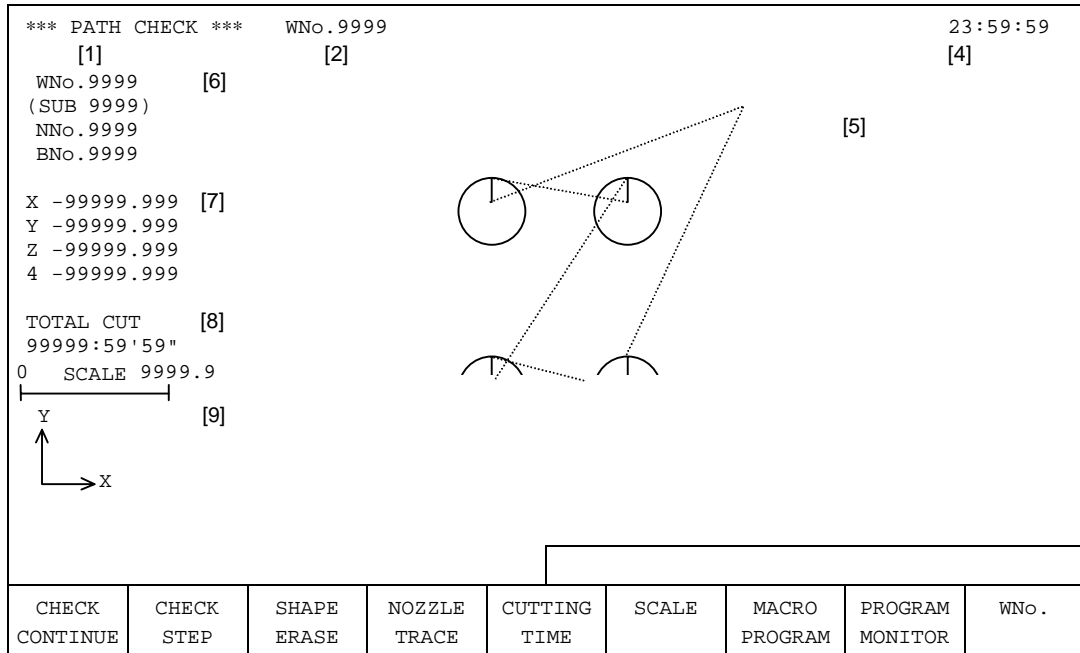 *** PATH CHECK *** WNo.9999 23:59:59
[1] [2] [4]
WNo.9999 [6]
(SUB 9999)
[5]
NNo.9999
BNo.9999
X -99999.999 [7]
Y -99999.999
Z -99999.999
4 -99999.999
TOTAL CUT [8]
99999:59'59"
0 SCALE 9999.9
Y [9]
X
CHECK CONTINUE
CHECK STEP
SHAPE ERASE
NOZZLE TRACE
CUTTING TIME
SCALE
MACRO PROGRAM
PROGRAM MONITOR
WNo.